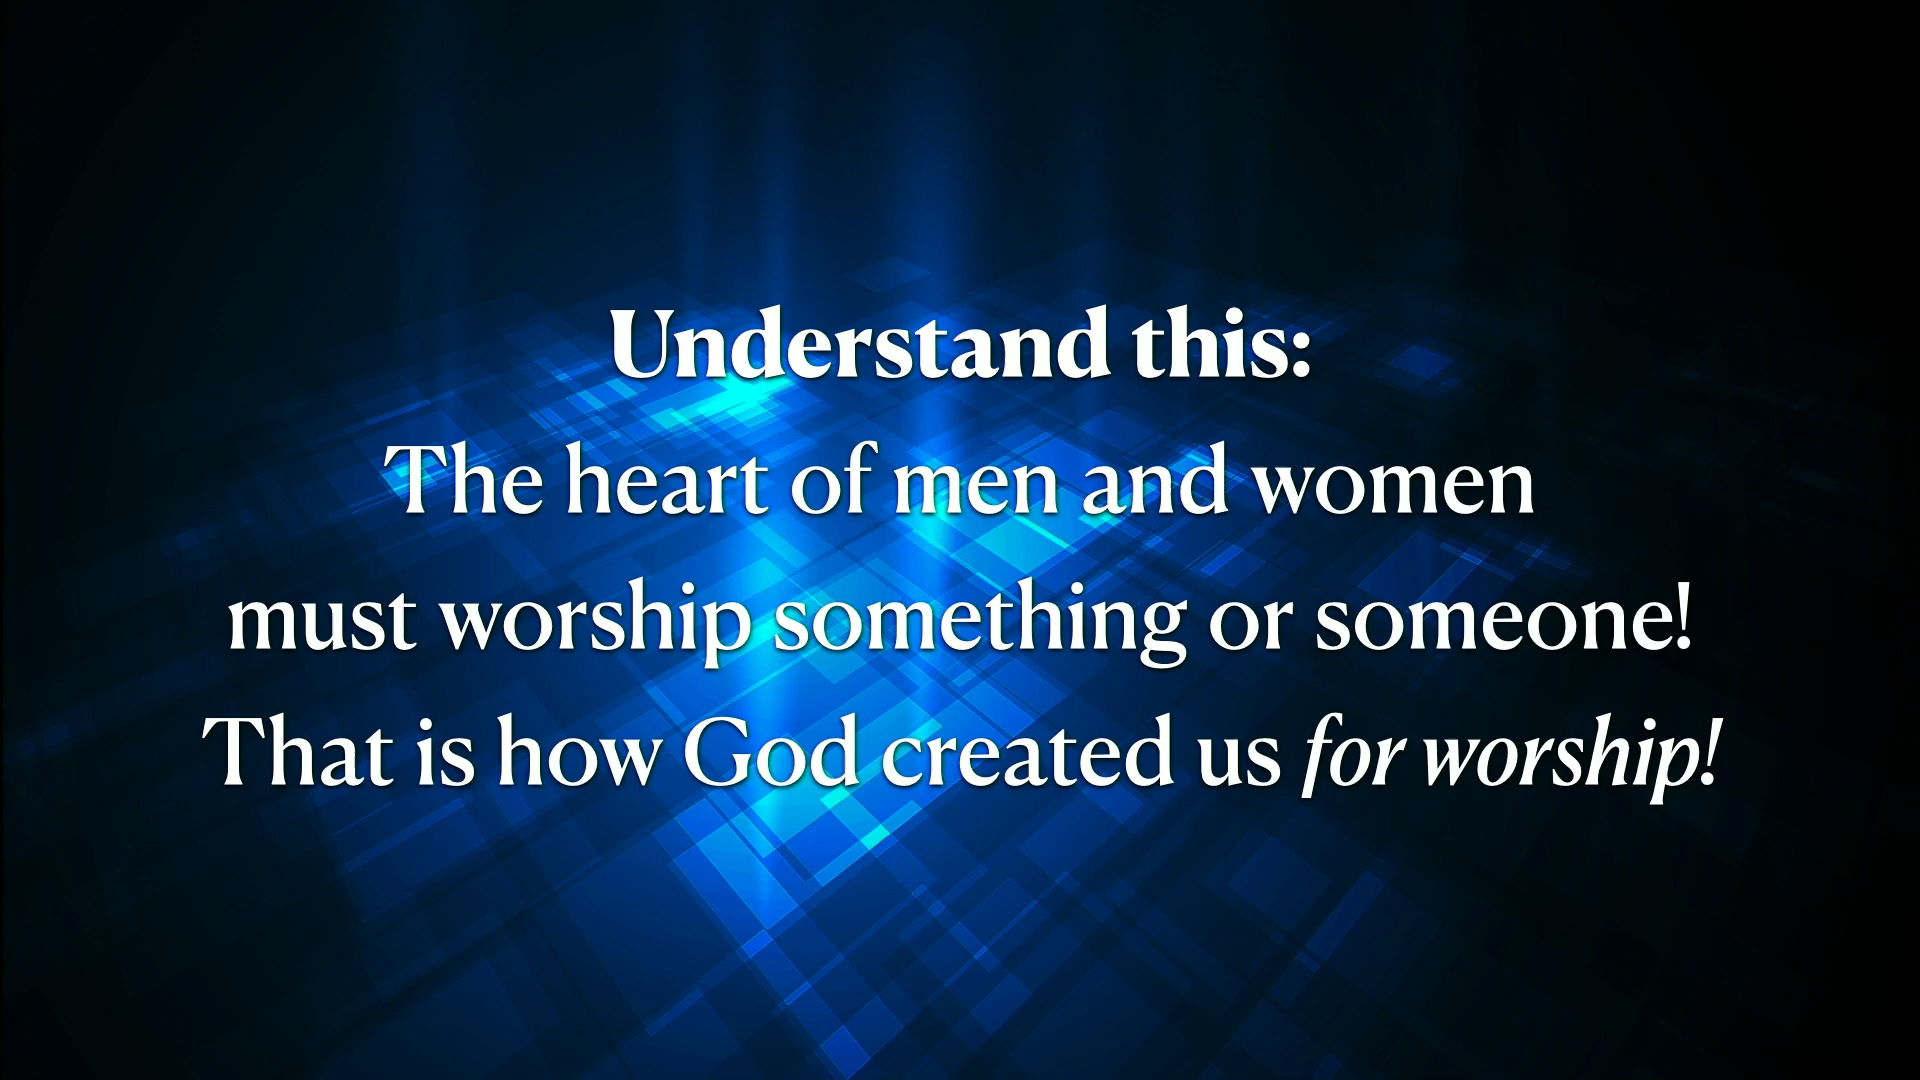 Understand this:
The heart of men and women
must worship something or someone!
That is how God created us for worship!